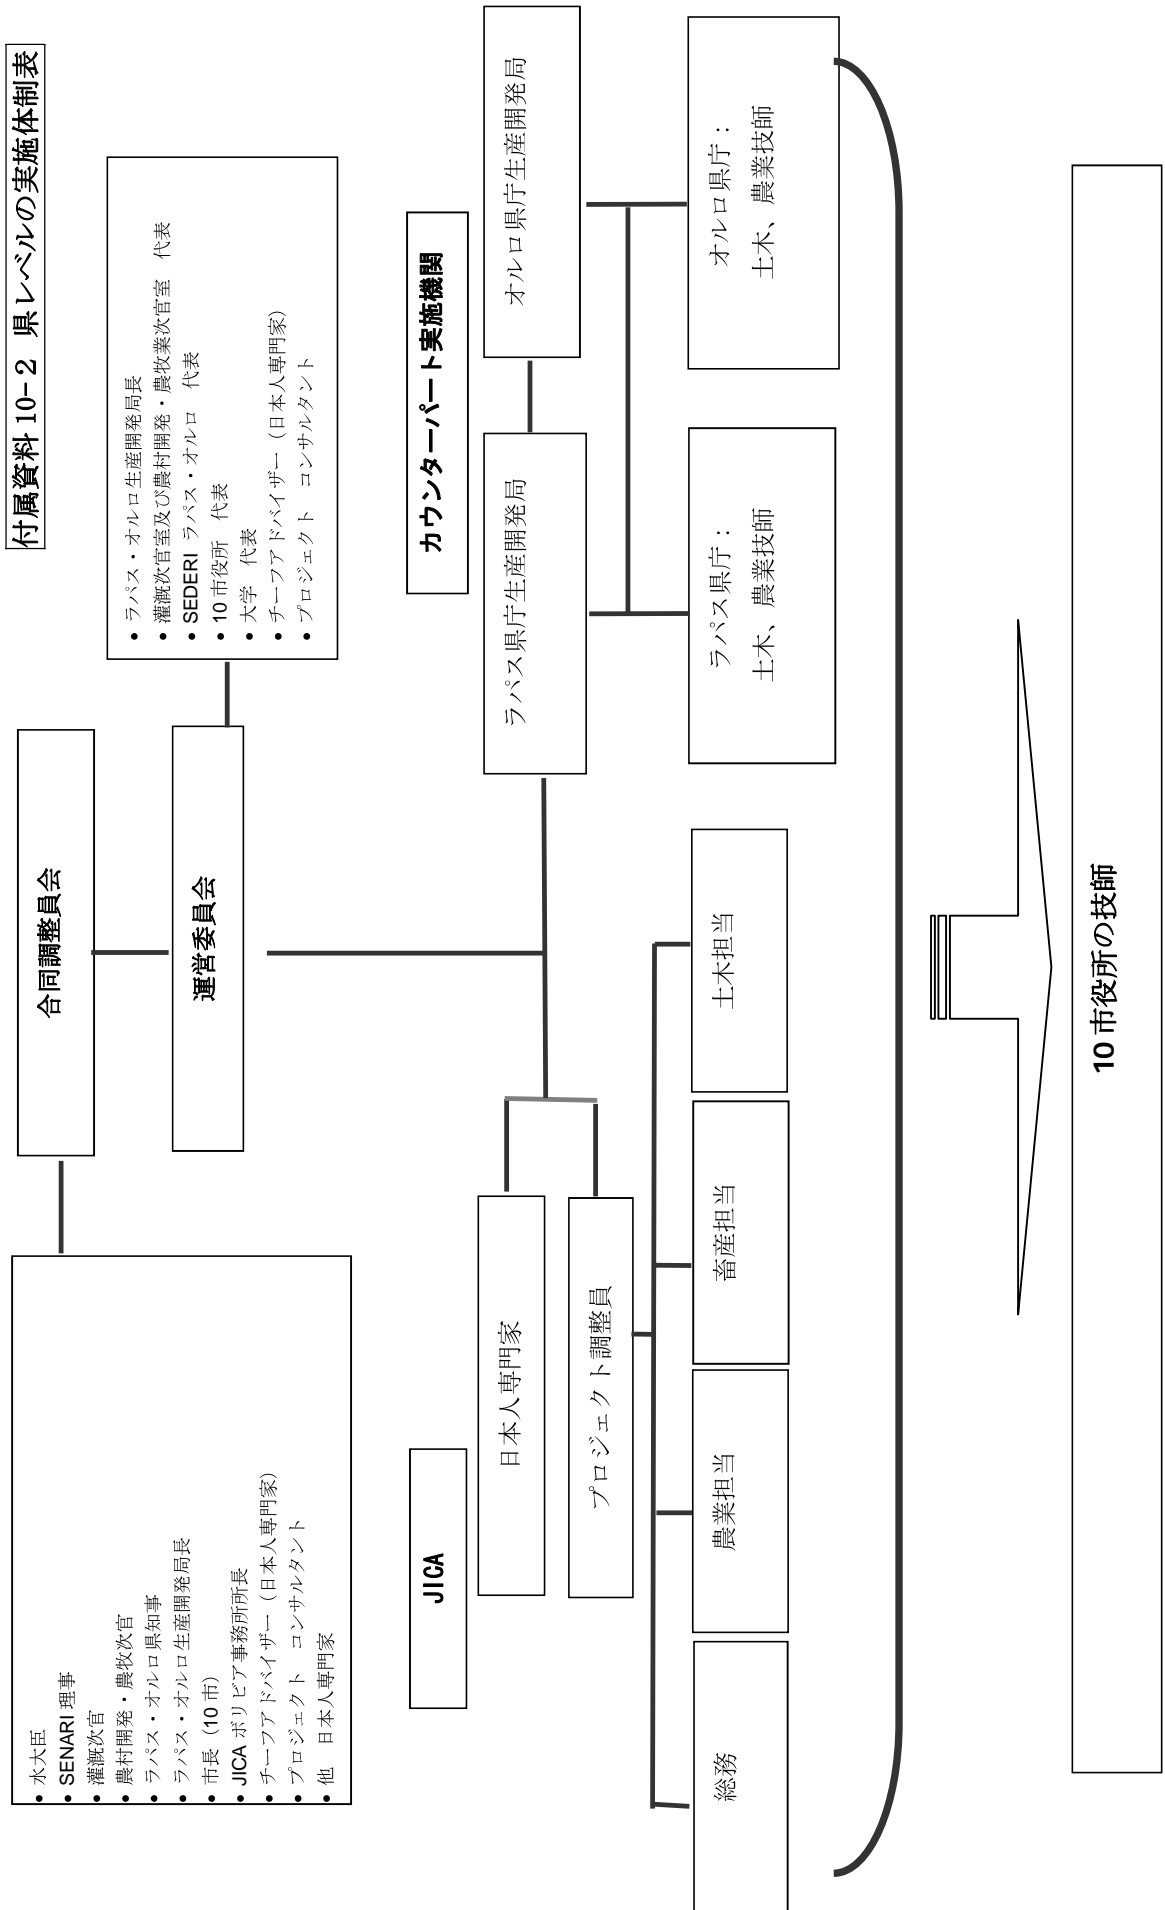 付属資料 10-2 県レベルの実施体制表
合同調整員会
• 水大臣
• SENARI 理事
• 灌漑次官
• 農村開発・農牧次官
• ラパス・オルロ県知事
• ラパス・オルロ生産開発局長
• 市長（10 市）
• JICA ボリビア事務所所長
• チーフアドバイザー（日本人専門家）
• プロジェクト コンサルタント
• 他 日本人専門家
運営委員会
• ラパス・オルロ生産開発局長
• 灌漑次官室及び農村開発・農牧業次官室 代表
• SEDERI ラパス・オルロ 代表
• 10 市役所 代表
• 大学 代表
• チーフアドバイザー（日本人専門家）
• プロジェクト コンサルタント
JICA
カウンターパート実施機関
日本人専門家
ラパス県庁生産開発局
オルロ県庁生産開発局
プロジェクト調整員
総務
農業担当
畜産担当
土木担当
ラパス県庁：
土木、農業技師
オルロ県庁：
土木、農業技師
10 市役所の技師